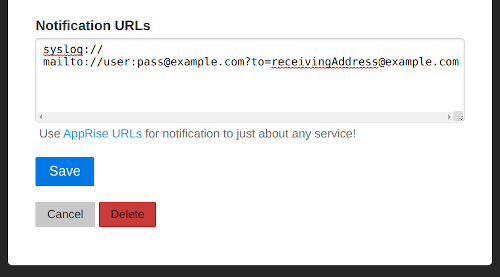 Notification URLs
syslog://
mailto://user:pass@example.com?to=receivingAddress@example.com
Use AppRise URLs for notification to just about any service!
Save
Cancel Delete